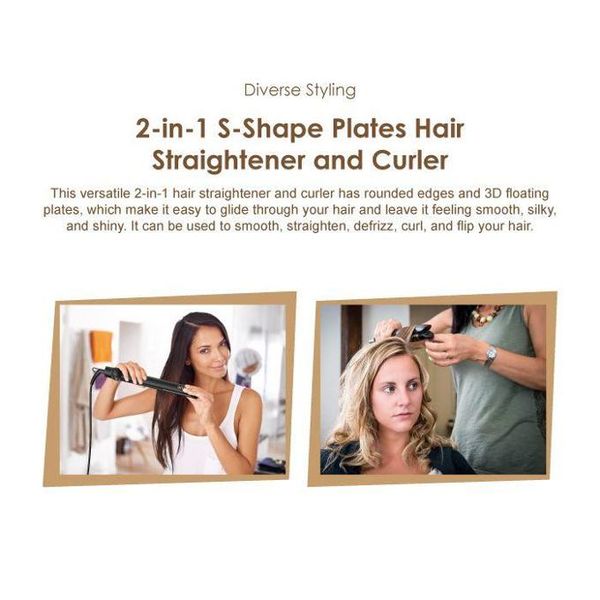 Diverse Styling
2-in-1 S-Shape Plates Hair
Straightener and Curler
This versatile 2-in-1 hair straightener and curler has rounded edges and 3D floating
plates, which make it easy to glide through your hair and leave it feeling smooth, silky,
and shiny. It can be used to smooth, straighten, defrizz, curl, and flip your hair.